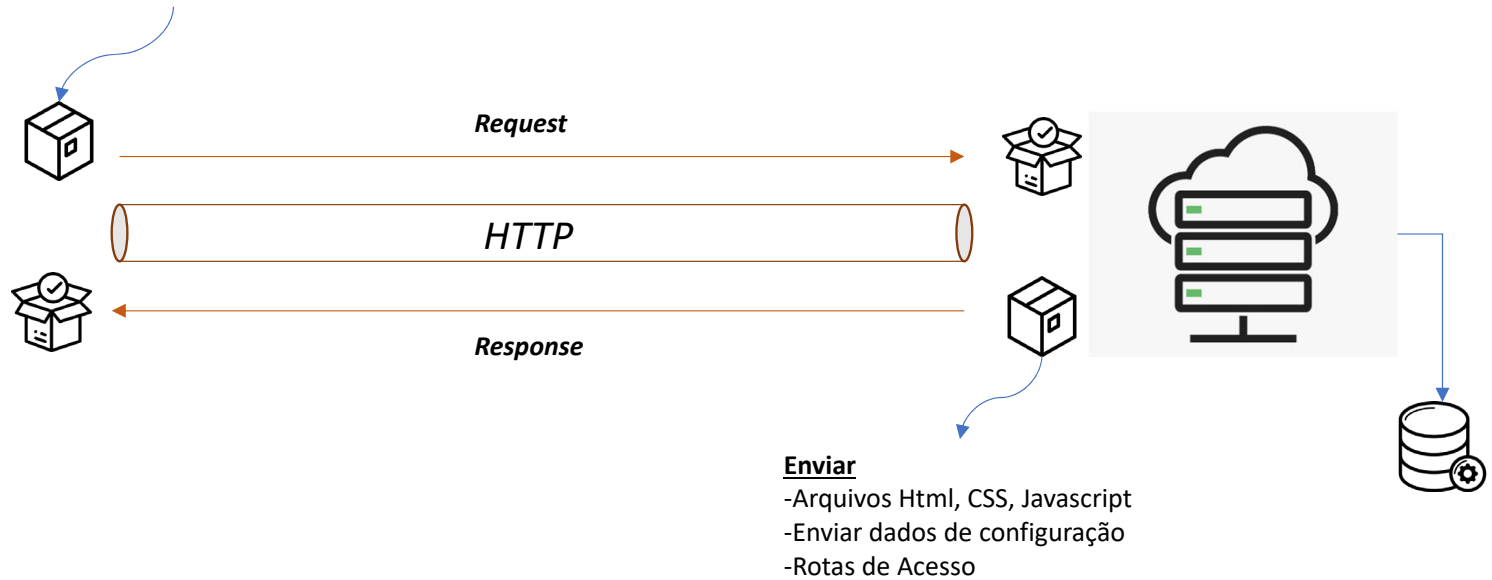 Request
HTTP
Response
Enviar
-Arquivos Html, CSS, Javascript
-Enviar dados de configuração
-Rotas de Acesso